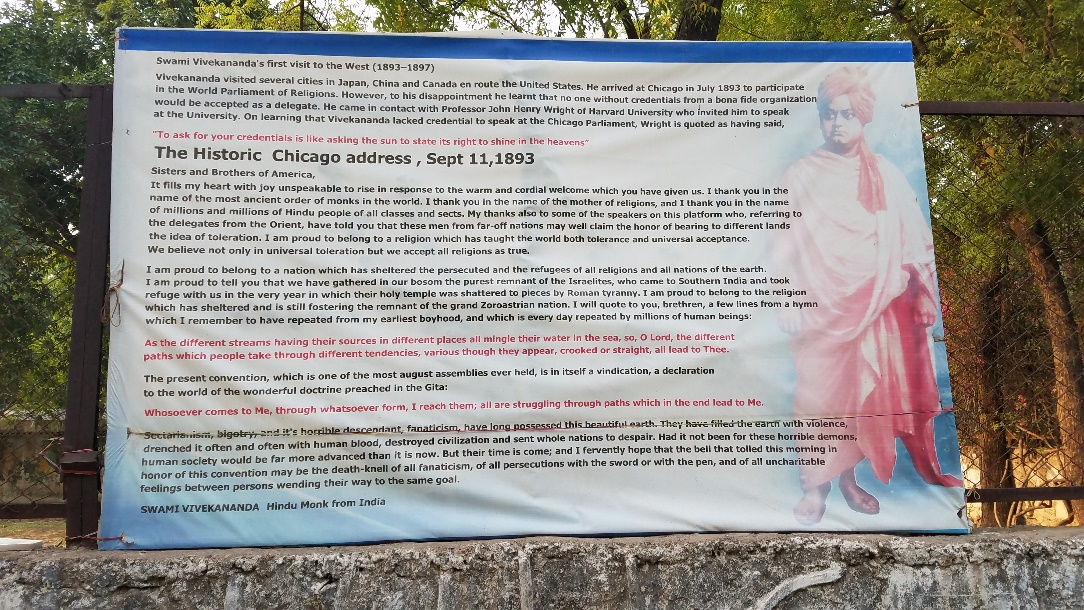 Swami Vivekananda's first visit to the West (1893–1897)
Vivekananda visited several cities in Japan, China and Canada en route the United States. He arrived at Chicago in July 1893 to participate
in the World Parliament of Religions. However, to his disappointment he learnt that no one without credentials from a bona fide organization
would be accepted as a delegate. He came in contact with Professor John Henry Wright of Harvard University who invited him to speak
at the University. On learning that Vivekananda lacked credential to speak at the Chicago Parliament, Wright is quoted as having said,
"To ask for your credentials is like asking the sun to state its right to shine in the heavens"
The Historic Chicago address , Sept 11,1893
Sisters and Brothers of America,
It fills my heart with joy unspeakable to rise in response to the warm and cordial welcome which you have given us. I thank you in the
name of the most ancient order of monks in the world. I thank you in the name of the mother of religions, and I thank you in the name
of millions and millions of Hindu people of all classes and sects. My thanks also to some of the speakers on this platform who, referring to
the delegates from the Orient, have told you that these men from far-off nations may well claim the honor of bearing to different lands
the idea of toleration. I am proud to belong to a religion which has taught the world both tolerance and universal acceptance.
We believe not only in universal toleration but we accept all religions as true.
I am proud to belong to a nation which has sheltered the persecuted and the refugees of all religions and all nations of the earth.
I am proud to tell you that we have gathered in our bosom the purest remnant of the Israelites, who came to Southern India and took
refuge with us in the very year in which their holy temple was shattered to pieces by Roman tyranny. I am proud to belong to the religion
which has sheltered and is still fostering the remnant of the grand Zoroastrian nation. I will quote to you, brethren, a few lines from a hymn
which I remember to have repeated from my earliest boyhood, and which is every day repeated by millions of human beings:
As the different streams having their sources in different places all mingle their water in the sea, so, O Lord, the different
paths which people take through different tendencies, various though they appear, crooked or straight, all lead to Thee.
The present convention, which is one of the most august assemblies ever held, is in itself a vindication, a declaration
to the world of the wonderful doctrine preached in the Gita:
Whosoever comes to Me, through whatsoever form, I reach them; all are struggling through paths which in the end lead to Me.
Sectarianism, bigotry, and it's horrible descendant, fanaticism, have long possessed this beautiful earth. They have filled the earth with violence,
drenched it often and often with human blood, destroyed civilization and sent whole nations to despair. Had it not been for these horrible demons,
human society would be far more advanced than it is now. But their time is come; and I fervently hope that the bell that tolled this morning in
honor of this convention may be the death-knell of all fanaticism, of all persecutions with the sword or with the pen, and of all uncharitable
feelings between persons wending their way to the same goal.
SWAMI VIVEKANANDA Hindu Monk from India